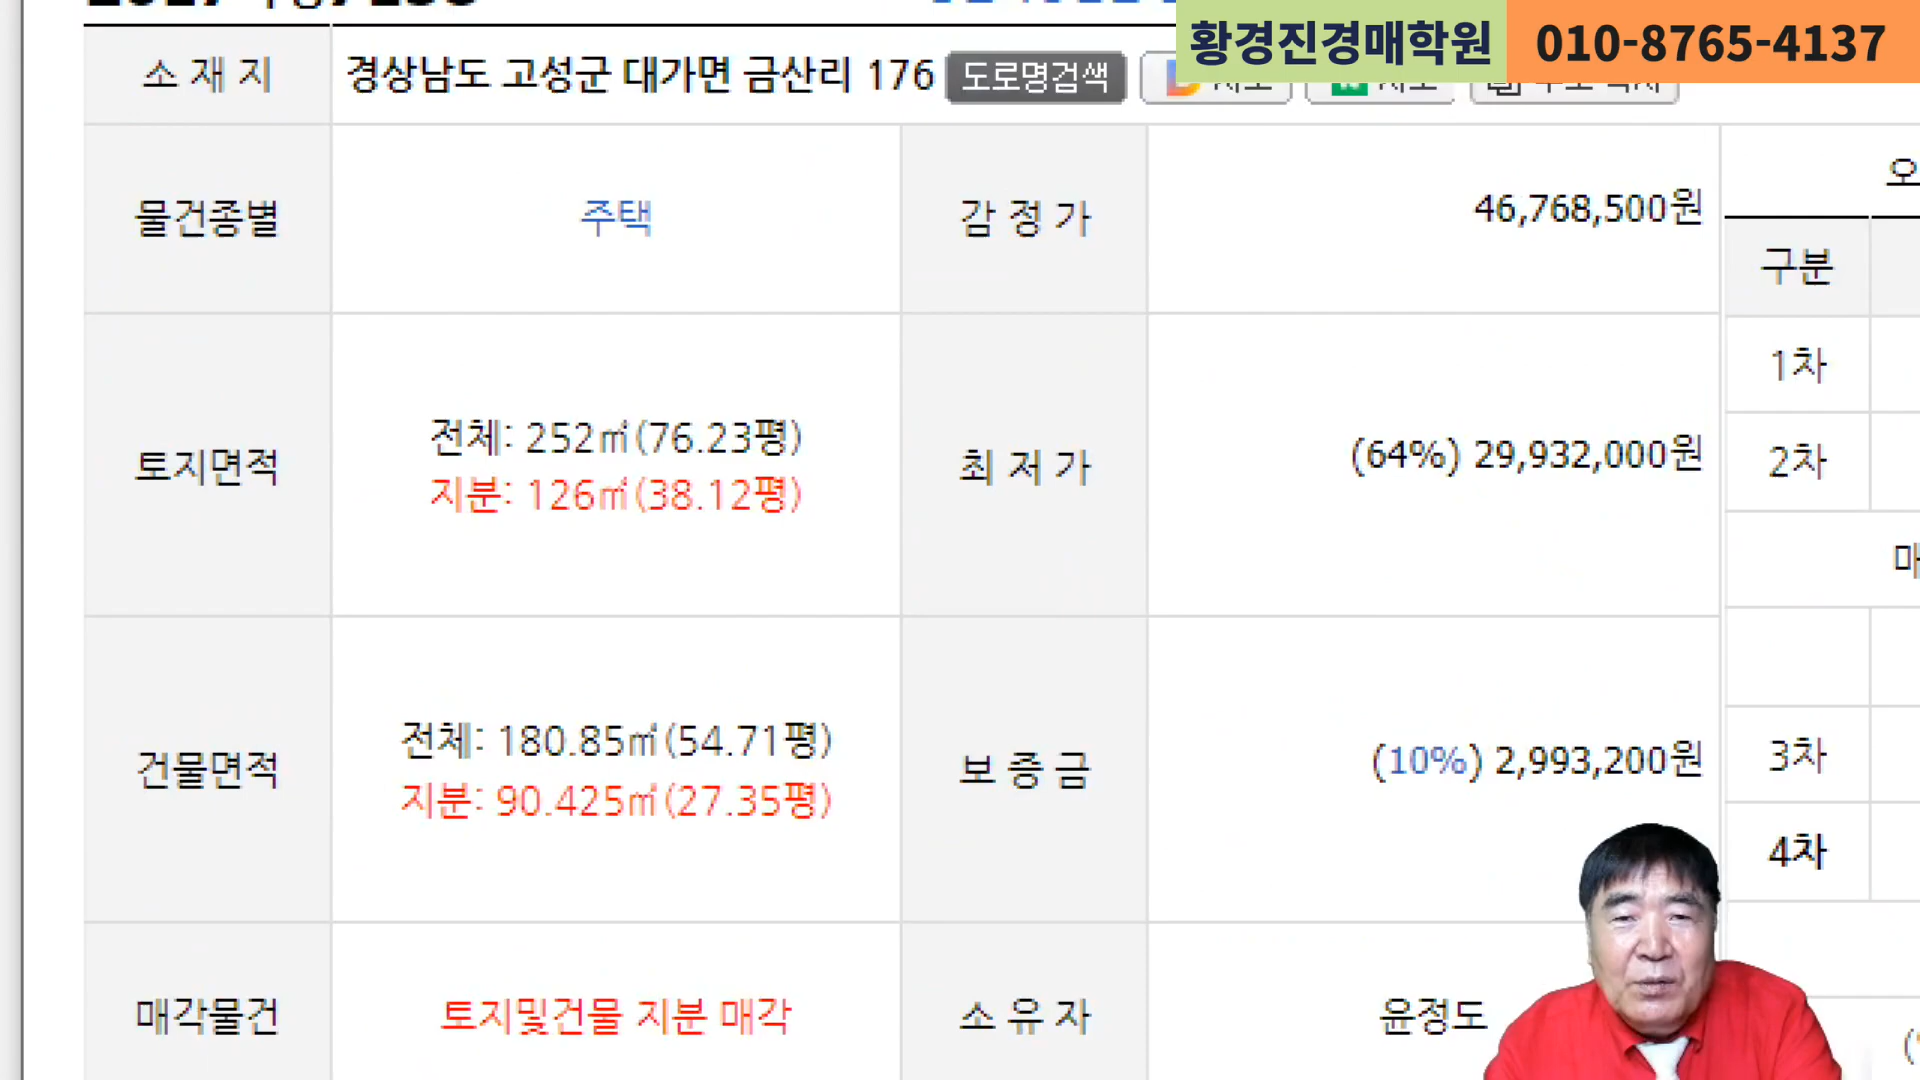 황경진경매학원 010-8765-4137
소 재 지 경상남도 고성군 대가면 금산리 176 도로명검색
물건종별 주택 감 정 가 46,768,500원
구분
1차
토지면적 전체: 252㎡(76.23평)
지분: 126㎡(38.12평)
최 저 가 (64%) 29,932,000원
2차
건물면적 전체: 180.85㎡(54.71평)
지분: 90.425㎡(27.35평)
보 증 금 (10%) 2,993,200원
3차
4차
매각물건 토지및건물 지분 매각 소 유 자 윤정도